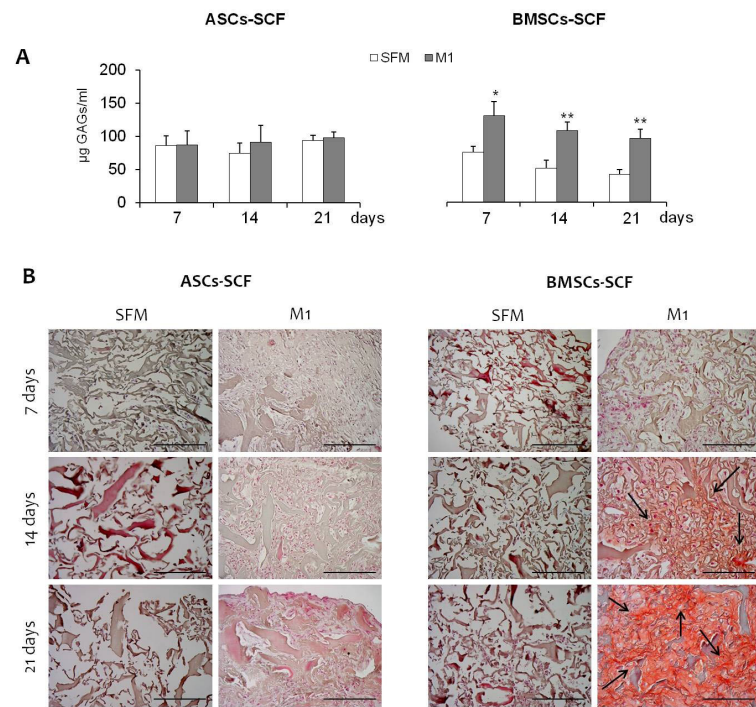 ASCs-SCF BMSCs-SCF
A
SFM M1
µg GAGs/ml
200
150
100
50
0
7 14 21 days
* ** **
7 14 21 days
B
ASCs-SCF BMSCs-SCF
SFM M1 SFM M1
7 days
14 days
21 days